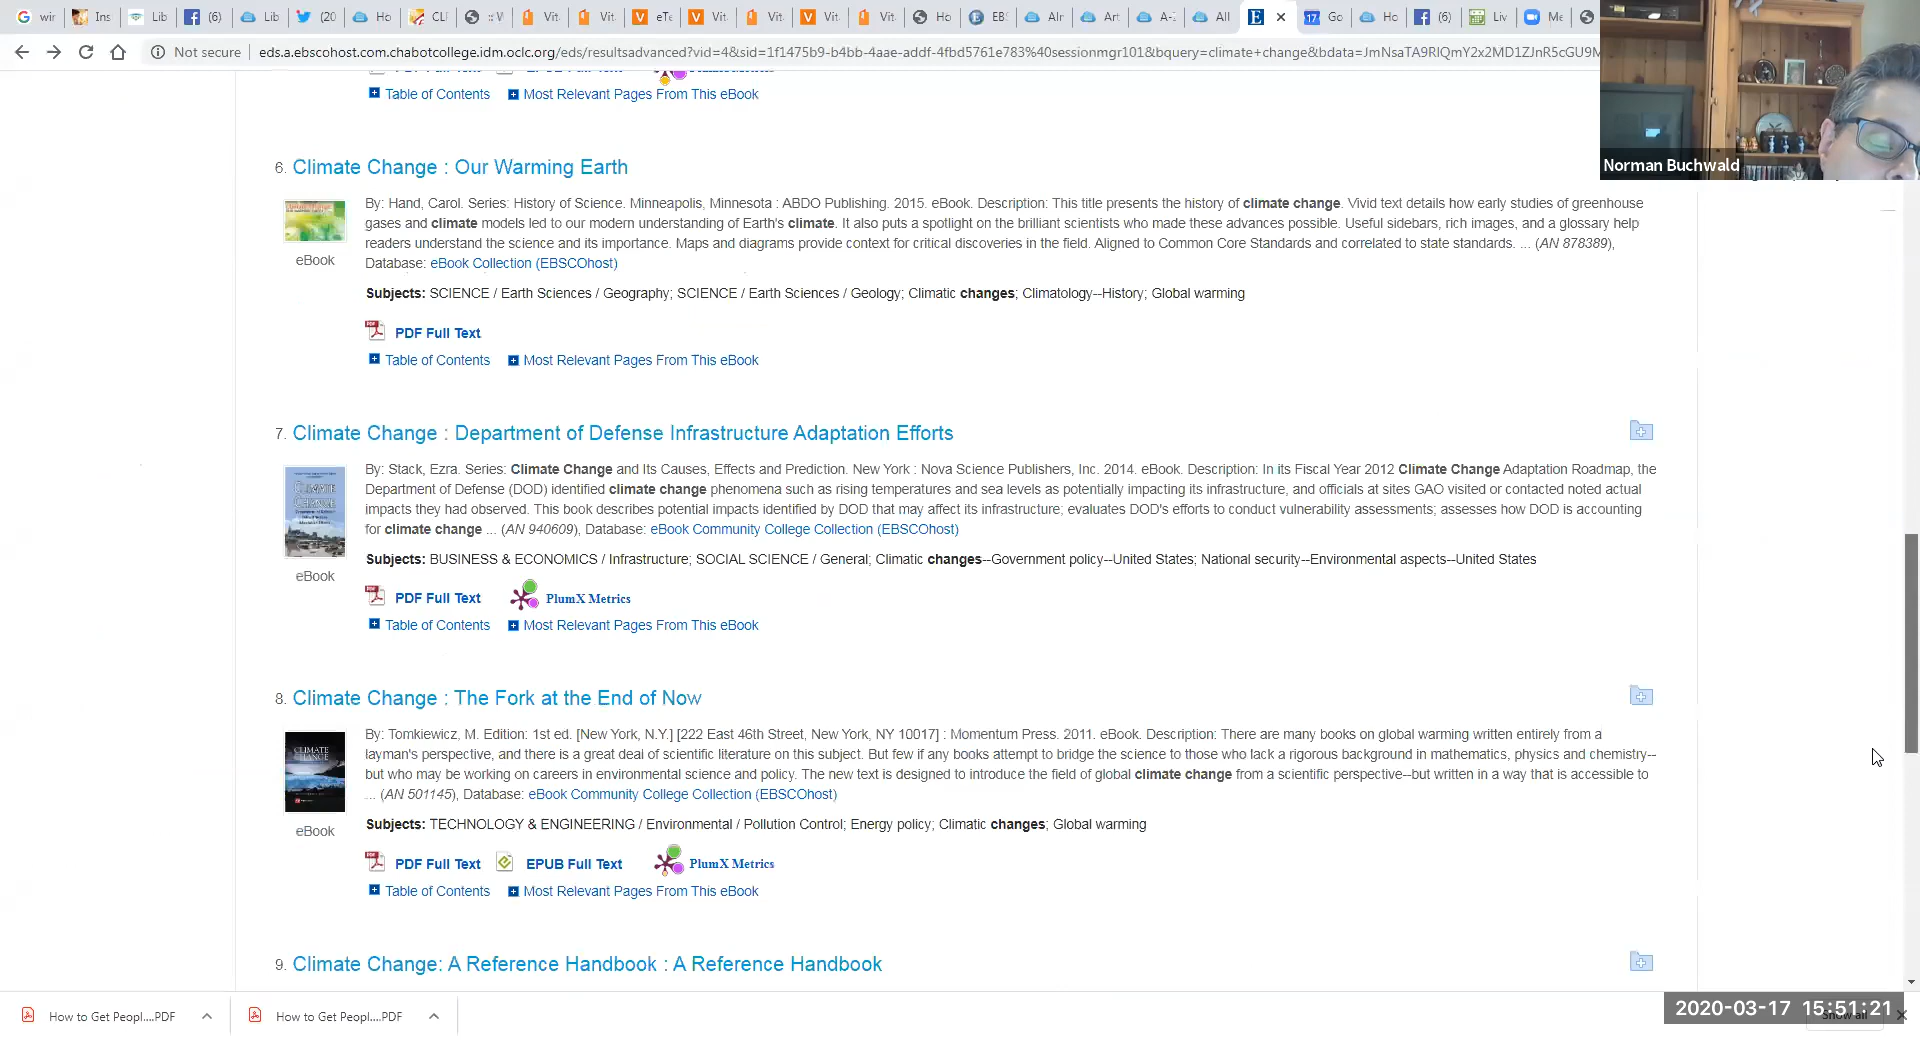 wir
Ins
Lib
(6)
Lib
(20
Ho
CLI
:: V
Vit
Vit
eTe
Vit
Vit
Vit
Vit
Ho
EBS
Alr
Art
A-Z
All
Go
Ho
(6)
Liv
Me
Not secure
eds.a.ebscohost.com.chabotcollege.idm.oclc.org/eds/resultsadvanced?vid=4&sid=1f1475b9-b4bb-4aae-addf-4fbd5761e783%40sessionmgr101&bquery=climate+change&bdata=JmNsaTA9RlQmY2x2MD1ZJnR5cGU9M
Norman Buchwald
Table of Contents Most Relevant Pages From This eBook
6. Climate Change : Our Warming Earth
By: Hand, Carol. Series: History of Science. Minneapolis, Minnesota : ABDO Publishing. 2015. eBook. Description: This title presents the history of climate change. Vivid text details how early studies of greenhouse
gases and climate models led to our modern understanding of Earth's climate. It also puts a spotlight on the brilliant scientists who made these advances possible. Useful sidebars, rich images, and a glossary help
readers understand the science and its importance. Maps and diagrams provide context for critical discoveries in the field. Aligned to Common Core Standards and correlated to state standards. ... (AN 878389),
Database: eBook Collection (EBSCOhost)
eBook
Subjects: SCIENCE / Earth Sciences / Geography; SCIENCE / Earth Sciences / Geology; Climatic changes; Climatology--History; Global warming
PDF Full Text
Table of Contents Most Relevant Pages From This eBook
7. Climate Change : Department of Defense Infrastructure Adaptation Efforts
By: Stack, Ezra. Series: Climate Change and Its Causes, Effects and Prediction. New York : Nova Science Publishers, Inc. 2014. eBook. Description: In its Fiscal Year 2012 Climate Change Adaptation Roadmap, the
Department of Defense (DOD) identified climate change phenomena such as rising temperatures and sea levels as potentially impacting its infrastructure, and officials at sites GAO visited or contacted noted actual
impacts they had observed. This book describes potential impacts identified by DOD that may affect its infrastructure; evaluates DOD's efforts to conduct vulnerability assessments; assesses how DOD is accounting
for climate change ... (AN 940609), Database: eBook Community College Collection (EBSCOhost)
CLIMATE
CHANGE
eBook
Subjects: BUSINESS & ECONOMICS / Infrastructure; SOCIAL SCIENCE / General; Climatic changes--Government policy--United States; National security--Environmental aspects--United States
PDF Full Text PlumX Metrics
Table of Contents Most Relevant Pages From This eBook
8. Climate Change : The Fork at the End of Now
By: Tomkiewicz, M. Edition: 1st ed. [New York, N.Y.] [222 East 46th Street, New York, NY 10017] : Momentum Press. 2011. eBook. Description: There are many books on global warming written entirely from a
layman's perspective, and there is a great deal of scientific literature on this subject. But few if any books attempt to bridge the science to those who lack a rigorous background in mathematics, physics and chemistry--
but who may be working on careers in environmental science and policy. The new text is designed to introduce the field of global climate change from a scientific perspective--but written in a way that is accessible to
... (AN 501145), Database: eBook Community College Collection (EBSCOhost)
CLIMATE
CHANGE
eBook
Subjects: TECHNOLOGY & ENGINEERING / Environmental / Pollution Control; Energy policy; Climatic changes; Global warming
PDF Full Text EPUB Full Text PlumX Metrics
Table of Contents Most Relevant Pages From This eBook
9. Climate Change: A Reference Handbook : A Reference Handbook
How to Get Peopl....PDF
How to Get Peopl....PDF
2020-03-17 15:51:21
Show all